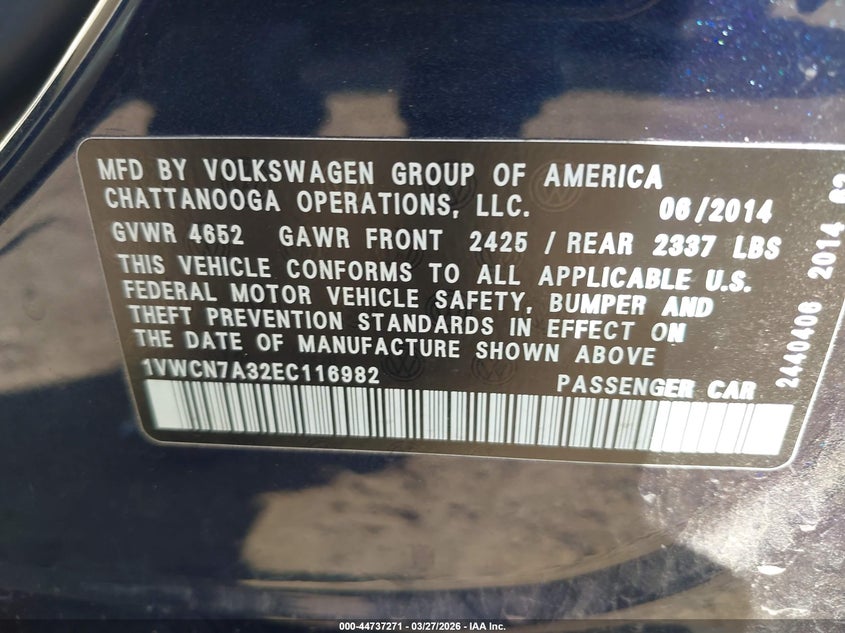 MFD BY VOLKSWAGEN GROUP OF AMERICA
CHATTANOOGA OPERATIONS, LLC. 06/2014
GVWR 4652 GAWR FRONT 2425 / REAR 2337 LBS
THIS VEHICLE CONFORMS TO ALL APPLICABLE U.S.
FEDERAL MOTOR VEHICLE SAFETY, BUMPER AND
THEFT PREVENTION STANDARDS IN EFFECT ON
THE DATE OF MANUFACTURE SHOWN ABOVE
1VWCN7A32EC116982 PASSENGER CAR
2440406 2014
000-44737271 | 03/27/2026 - IAA Inc.